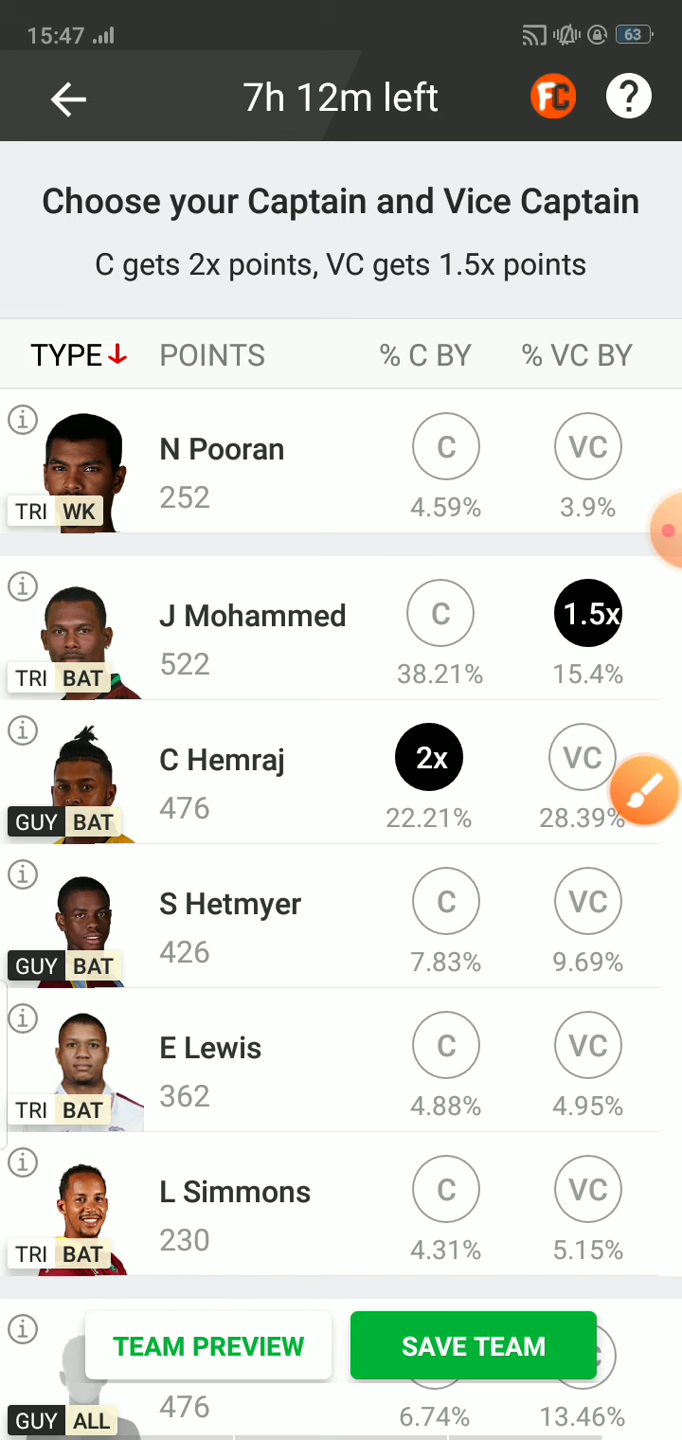 15:47 63
7h 12m left FC ?
Choose your Captain and Vice Captain
C gets 2x points, VC gets 1.5x points
TYPE POINTS % C BY % VC BY
i N Pooran C VC
TRI WK 252 4.59% 3.9%
i J Mohammed C 1.5x
TRI BAT 522 38.21% 15.4%
i C Hemraj 2x VC
GUY BAT 476 22.21% 28.39%
i S Hetmyer C VC
GUY BAT 426 7.83% 9.69%
i E Lewis C VC
TRI BAT 362 4.88% 4.95%
i L Simmons C VC
TRI BAT 230 4.31% 5.15%
i TEAM PREVIEW SAVE TEAM
GUY ALL 476 6.74% 13.46%